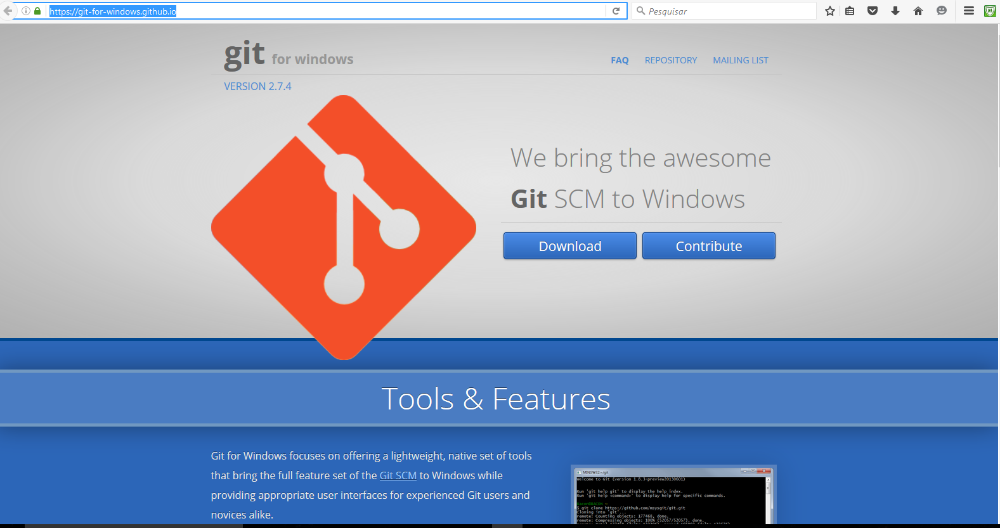 https://git-for-windows.github.io
Pesquisar
git for windows
FAQ REPOSITORY MAILING LIST
VERSION 2.7.4
We bring the awesome
Git SCM to Windows
Download Contribute
Tools & Features
Git for Windows focuses on offering a lightweight, native set of tools
that bring the full feature set of the Git SCM to Windows while
providing appropriate user interfaces for experienced Git users and
novices alike.
MINGW32:~/git
Welcome to Git (version 1.8.3-preview20130601)
Run 'git help git' to display the help index.
Run 'git help <command>' to display help for specific commands.
Bacon@BACON ~
$ git clone https://github.com/msysgit/git.git
Cloning into 'git'...
remote: Counting objects: 177468, done.
remote: Compressing objects: 100% (52057/52057), done.